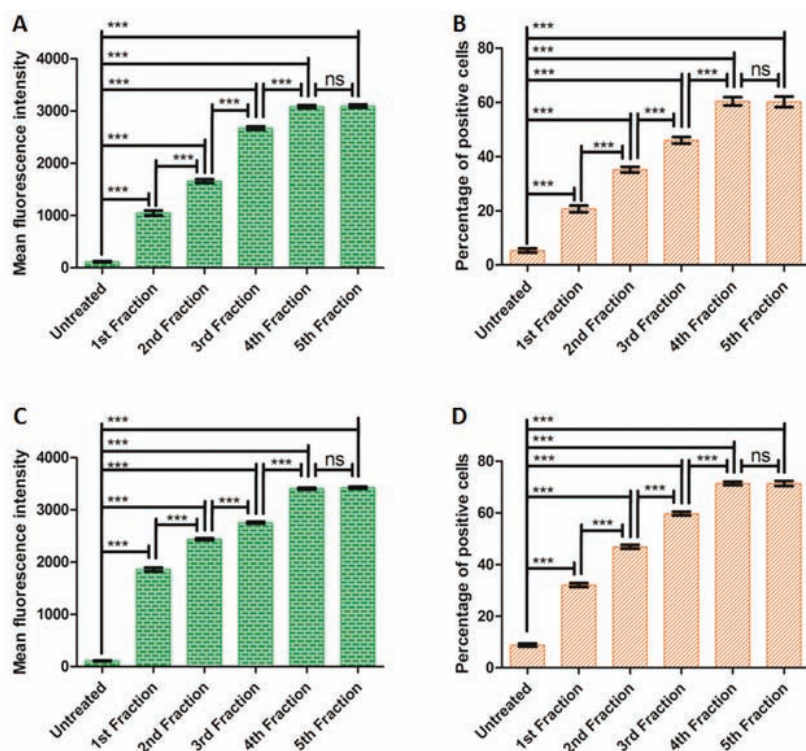 A
Mean fluorescence intensity
4000
3000
2000
1000
0
***
***
***
***
***
***
***
***
ns
Untreated
1st Fraction
2nd Fraction
3rd Fraction
4th Fraction
5th Fraction
B
Percentage of positive cells
80
60
40
20
0
***
***
***
***
***
***
***
***
ns
Untreated
1st Fraction
2nd Fraction
3rd Fraction
4th Fraction
5th Fraction
C
Mean fluorescence intensity
4000
3000
2000
1000
0
***
***
***
***
***
***
***
***
ns
Untreated
1st Fraction
2nd Fraction
3rd Fraction
4th Fraction
5th Fraction
D
Percentage of positive cells
80
60
40
20
0
***
***
***
***
***
***
***
***
ns
Untreated
1st Fraction
2nd Fraction
3rd Fraction
4th Fraction
5th Fraction